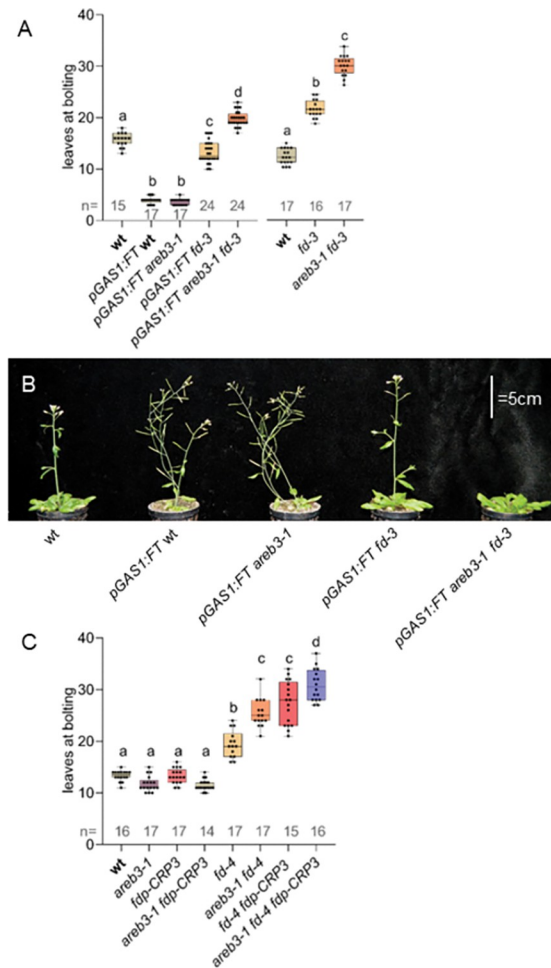 A
leaves at bolting
40
30
20
10
0
a
b
b
c
d
a
b
c
n=
15
17
17
24
24
17
16
17
wt
pGAS1:FT wt
pGAS1:FT areb3-1
pGAS1:FT fd-3
pGAS1:FT areb3-1 fd-3
wt
fd-3
areb3-1 fd-3
B
=5cm
wt
pGAS1:FT wt
pGAS1:FT areb3-1
pGAS1:FT fd-3
pGAS1:FT areb3-1 fd-3
C
leaves at bolting
40
30
20
10
0
a
a
a
a
b
c
c
d
n=
16
17
17
14
17
17
15
16
wt
areb3-1
fdp-CRP3
areb3-1 fdp-CRP3
fd-4
areb3-1 fd-4
fd-4 fdp-CRP3
areb3-1 fd-4 fdp-CRP3